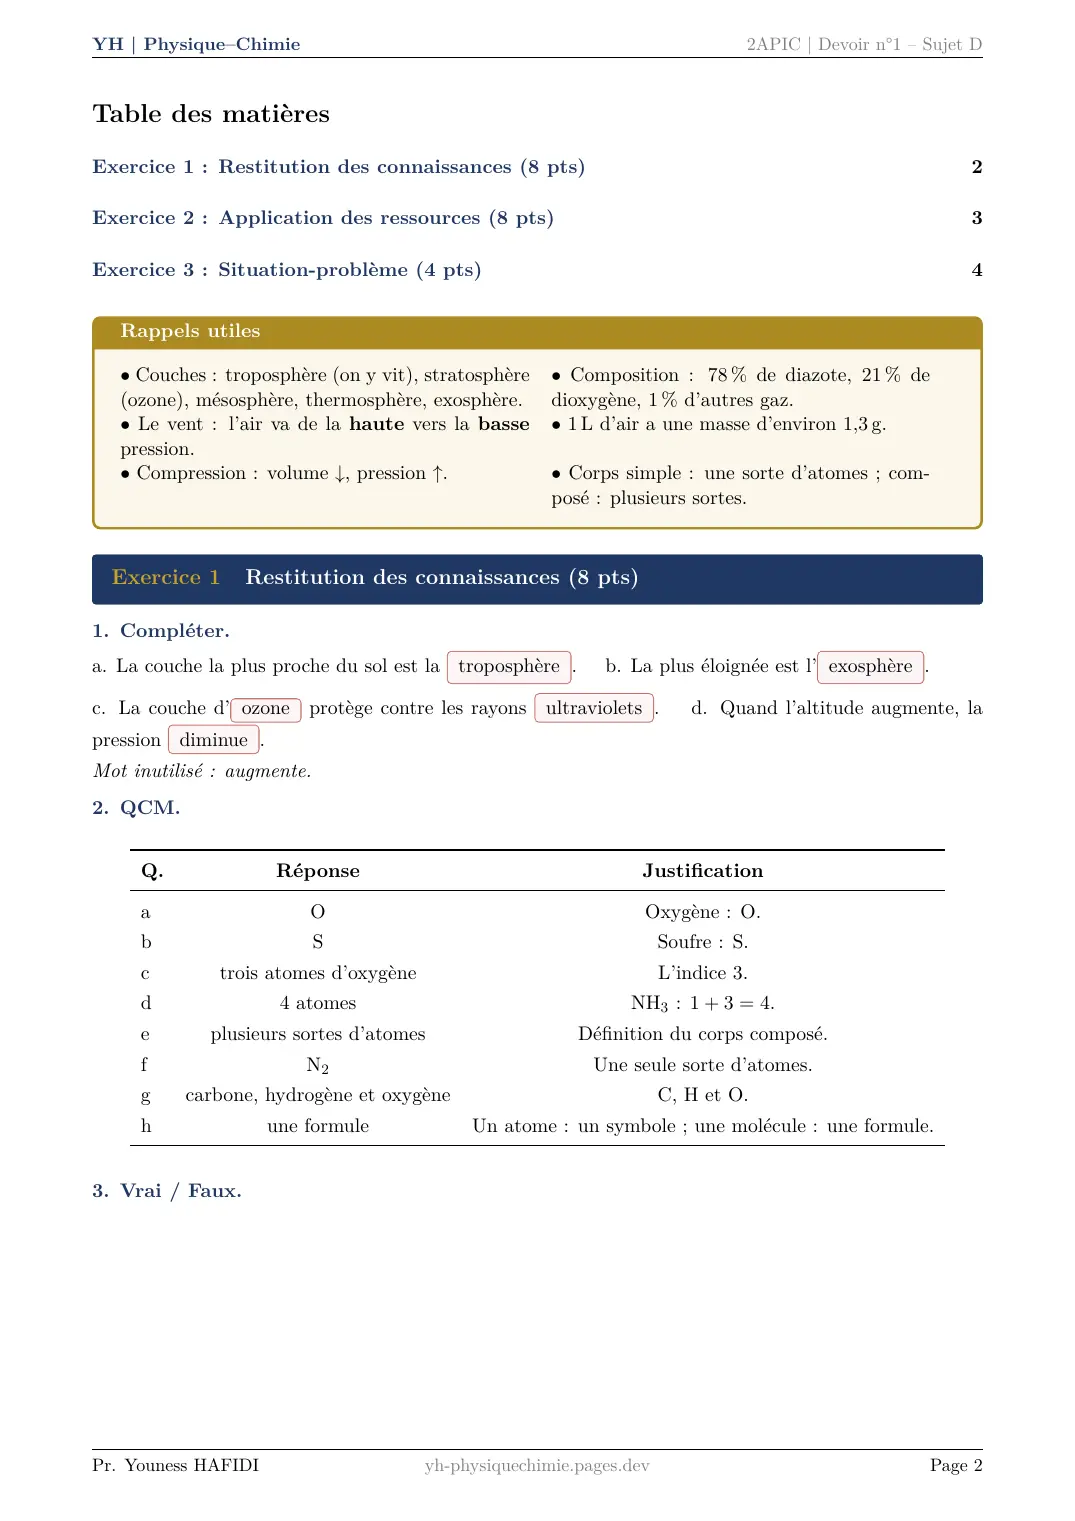 YH | Physique–Chimie 2APIC | Devoir n°1 – Sujet D
Table des matières
Exercice 1 : Restitution des connaissances (8 pts) 2
Exercice 2 : Application des ressources (8 pts) 3
Exercice 3 : Situation-problème (4 pts) 4
Rappels utiles
• Couches : troposphère (on y vit), stratosphère
(ozone), mésosphère, thermosphère, exosphère.
• Le vent : l'air va de la haute vers la basse
pression.
• Compression : volume ↓, pression ↑.
• Composition : 78 % de diazote, 21 % de
dioxygène, 1 % d'autres gaz.
• 1 L d'air a une masse d'environ 1,3 g.
• Corps simple : une sorte d'atomes ; com-
posé : plusieurs sortes.
Exercice 1 Restitution des connaissances (8 pts)
1. Compléter.
a. La couche la plus proche du sol est la troposphère. b. La plus éloignée est l'exosphère.
c. La couche d'ozone protège contre les rayons ultraviolets. d. Quand l'altitude augmente, la
pression diminue.
Mot inutilisé : augmente.
2. QCM.
Q. Réponse Justification
a O Oxygène : O.
b S Soufre : S.
c trois atomes d'oxygène L'indice 3.
d 4 atomes NH₃ : 1 + 3 = 4.
e plusieurs sortes d'atomes Définition du corps composé.
f N₂ Une seule sorte d'atomes.
g carbone, hydrogène et oxygène C, H et O.
h une formule Un atome : un symbole ; une molécule : une formule.
3. Vrai / Faux.
Pr. Youness HAFIDI yh-physiquechimie.pages.dev Page 2